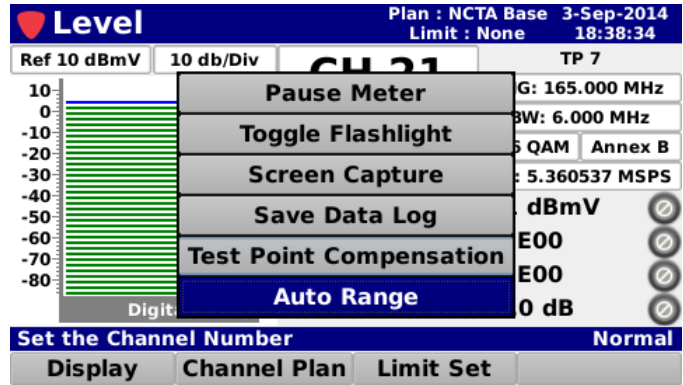 Level
Plan : NCTA Base 3-Sep-2014
Limit : None 18:38:34
Ref 10 dBmV 10 db/Div CH 21 TP 7
Pause Meter
Toggle Flashlight
Screen Capture
Save Data Log
Test Point Compensation
Auto Range
10
0
-10
-20
-30
-40
-50
-60
-70
-80
G: 165.000 MHz
BW: 6.000 MHz
QAM Annex B
: 5.360537 MSPS
dBmV
E00
E00
0 dB
Digit
Set the Channel Number Normal
Display Channel Plan Limit Set